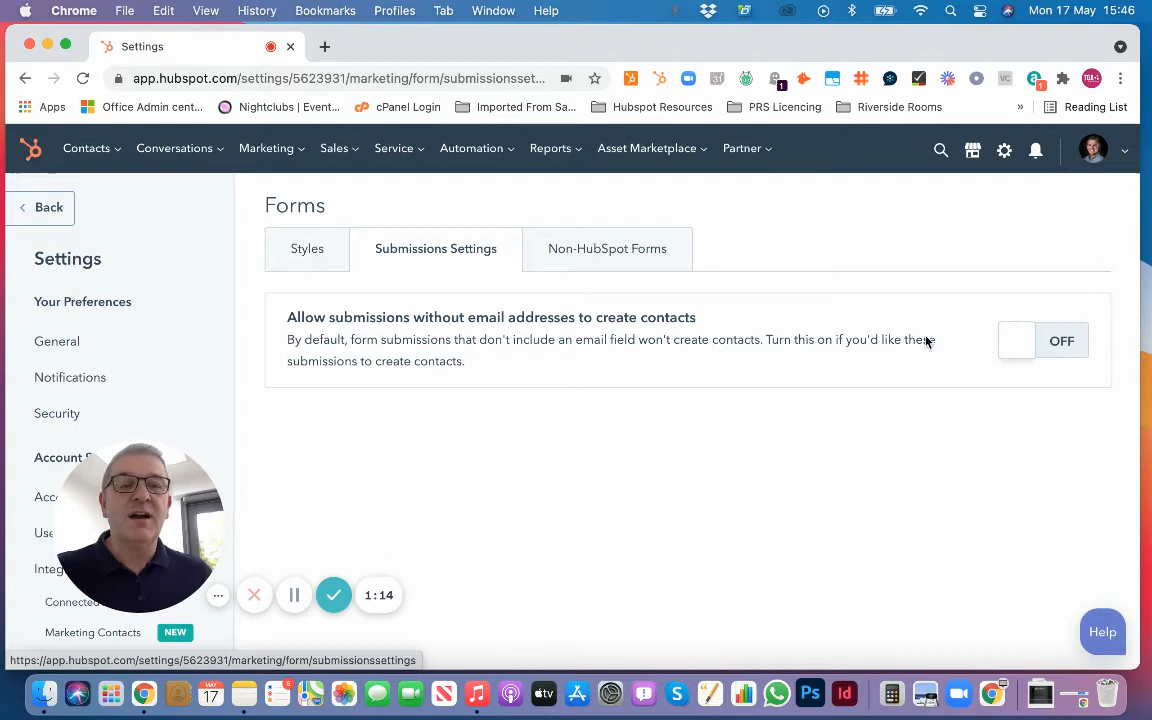 Chrome File Edit View History Bookmarks Profiles Tab Window Help Mon 17 May 15:46
Settings
app.hubspot.com/settings/5623931/marketing/form/submissionsset...
Apps Office Admin cent... Nightclubs | Event... cPanel Login Imported From Sa... Hubspot Resources PRS Licencing Riverside Rooms » Reading List
Contacts Conversations Marketing Sales Service Automation Reports Asset Marketplace Partner
Back
Settings
Your Preferences
General
Notifications
Security
Account S
Acc
Use
Integ
Connected
Marketing Contacts NEW
Forms
Styles Submissions Settings Non-HubSpot Forms
Allow submissions without email addresses to create contacts
By default, form submissions that don't include an email field won't create contacts. Turn this on if you'd like these
submissions to create contacts.
OFF
1:14
Help
https://app.hubspot.com/settings/5623931/marketing/form/submissionssettings